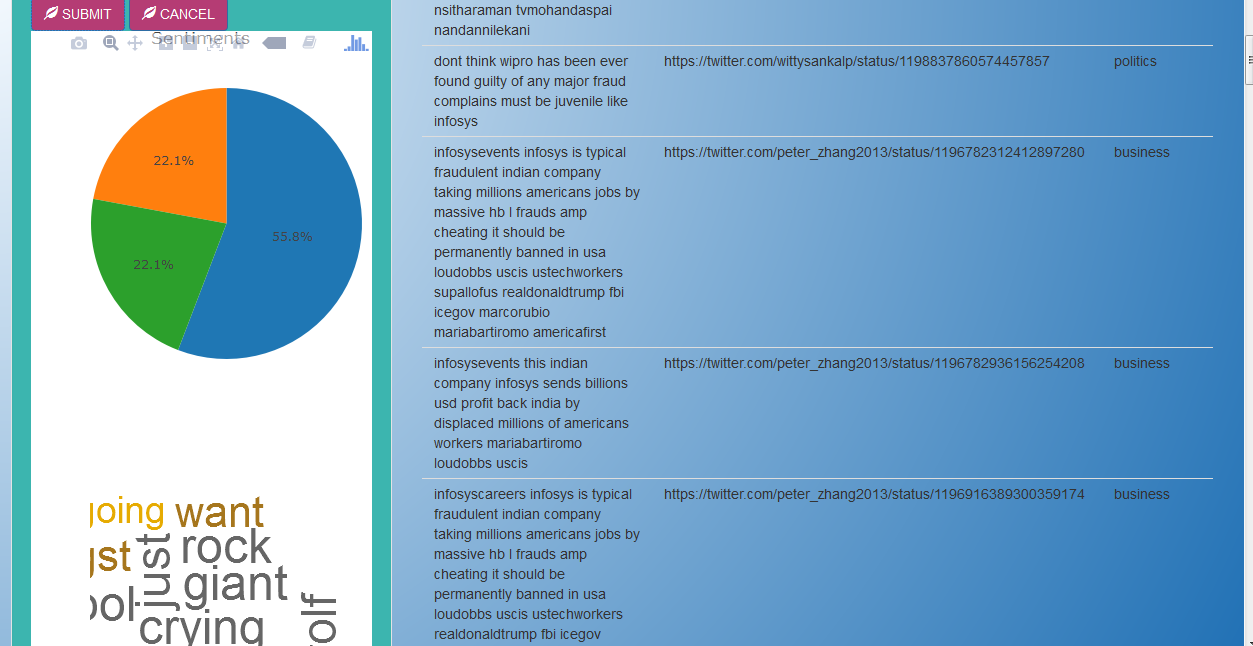 SUBMIT CANCEL
Sentiments
22.1%
55.8%
22.1%
going want
just
rock
giant
crying
nsitharaman tvmohandaspai
nandannilekani
dont think wipro has been ever https://twitter.com/wittysankalp/status/1198837860574457857 politics
found guilty of any major fraud
complains must be juvenile like
infosys
infosysevents infosys is typical https://twitter.com/peter_zhang2013/status/1196782312412897280 business
fraudulent indian company
taking millions americans jobs by
massive hb l frauds amp
cheating it should be
permanently banned in usa
loudobbs uscis ustechworkers
supallofus realdonaldtrump fbi
icegov marcorubio
mariabartiromo americafirst
infosysevents this indian https://twitter.com/peter_zhang2013/status/1196782936156254208 business
company infosys sends billions
usd profit back india by
displaced millions of americans
workers mariabartiromo
loudobbs uscis
infosyscareers infosys is typical https://twitter.com/peter_zhang2013/status/1196916389300359174 business
fraudulent indian company
taking millions americans jobs by
massive hb l frauds amp
cheating it should be
permanently banned in usa
loudobbs uscis ustechworkers
realdonaldtrump fbi icegov